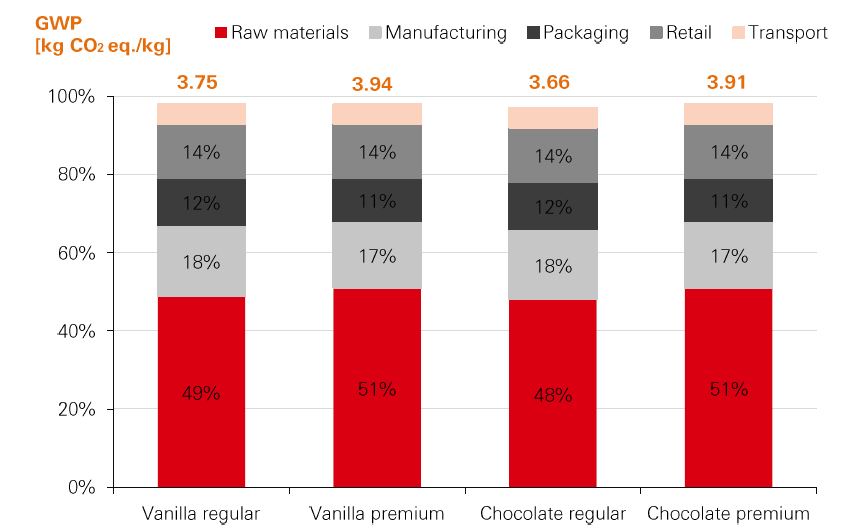 GWP
[kg CO2 eq./kg]
Raw materials Manufacturing Packaging Retail Transport
3.75 3.94 3.66 3.91
100%
14% 14% 14% 14%
80%
12% 11% 12% 11%
60%
18% 17% 18% 17%
40%
49% 51% 48% 51%
20%
0%
Vanilla regular Vanilla premium Chocolate regular Chocolate premium